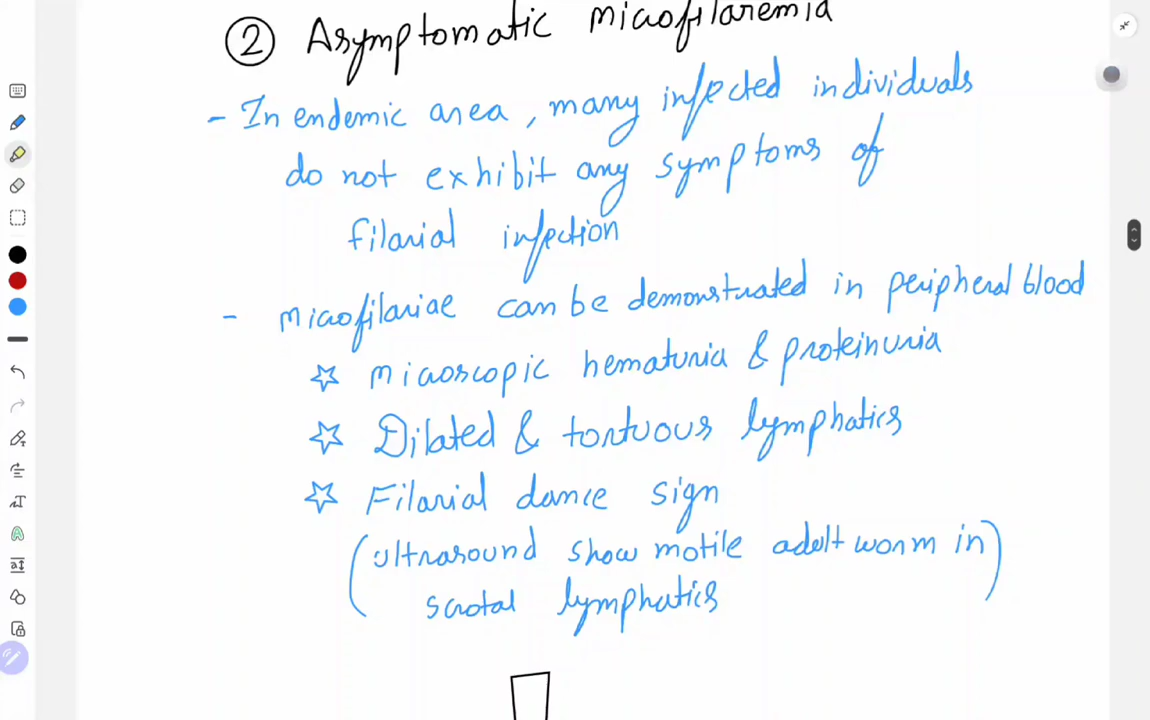 ② Asymptomatic microfilaremia
- In endemic area, many infected individuals
do not exhibit any symptoms of
filarial infection
- microfilariae can be demonstrated in peripheral blood
☆ microscopic hematuria & proteinuria
☆ Dilated & tortuous lymphatics
☆ Filarial dance sign
(ultrasound show motile adult worm in
scrotal lymphatics)